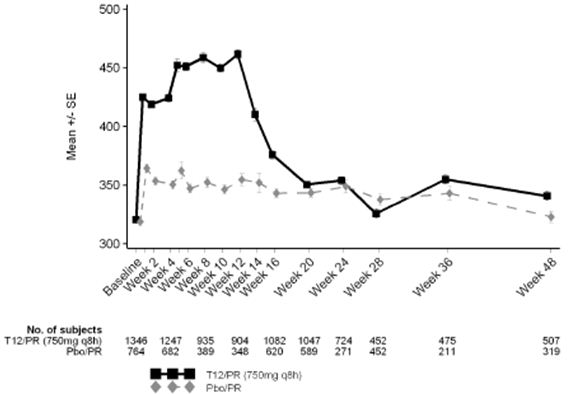 500
450
400
350
300
Mean +/- SE
Baseline
Week 2
Week 4
Week 6
Week 8
Week 10
Week 12
Week 14
Week 16
Week 20
Week 24
Week 28
Week 36
Week 48
No. of subjects
T12/PR (750mg q8h) 1346 1247 935 904 1082 1047 724 452 475 507
Pbo/PR 764 682 389 348 620 589 271 452 211 319
T12/PR (750mg q8h)
Pbo/PR